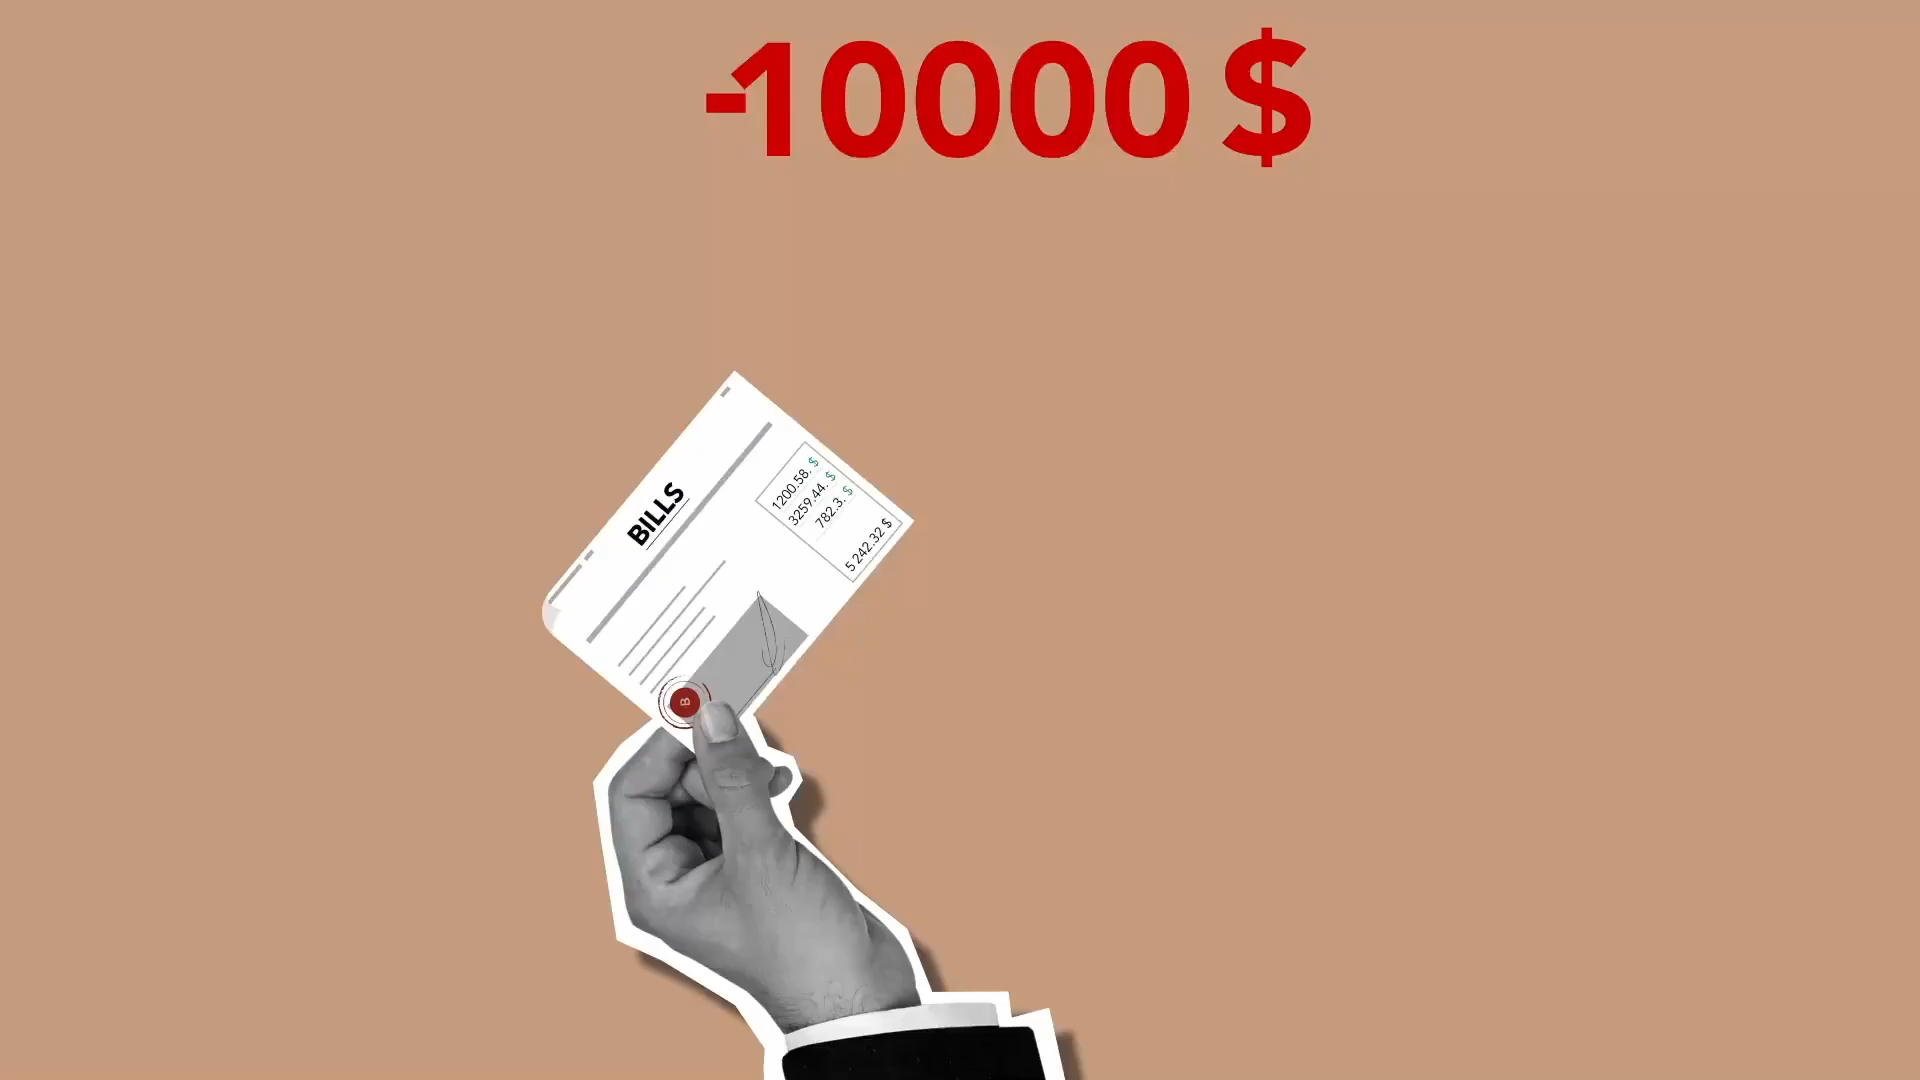 -10000 $
BILLS
1200.58. $
3259.44. $
782.3. $
5 242.32 $
B